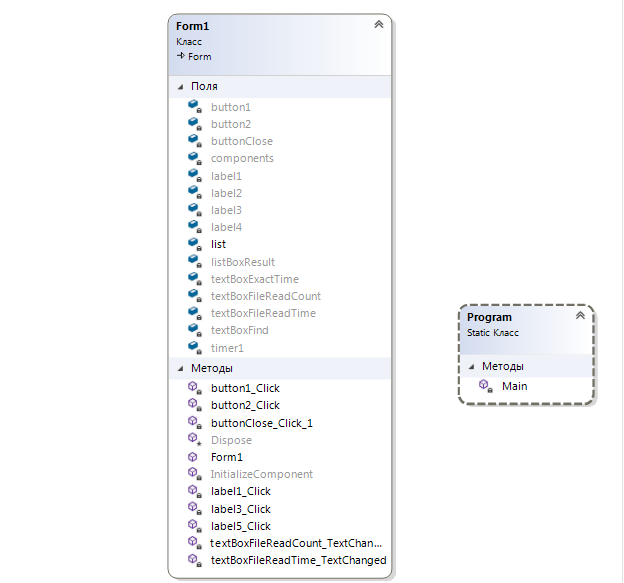 Form1
Класс
Form
Поля
button1
button2
buttonClose
components
label1
label2
label3
label4
list
listBoxResult
textBoxExactTime
textBoxFileReadCount
textBoxFileReadTime
textBoxFind
timer1
Методы
button1_Click
button2_Click
buttonClose_Click_1
Dispose
Form1
InitializeComponent
label1_Click
label3_Click
label5_Click
textBoxFileReadCount_TextChan...
textBoxFileReadTime_TextChanged
Program
Static Класс
Методы
Main